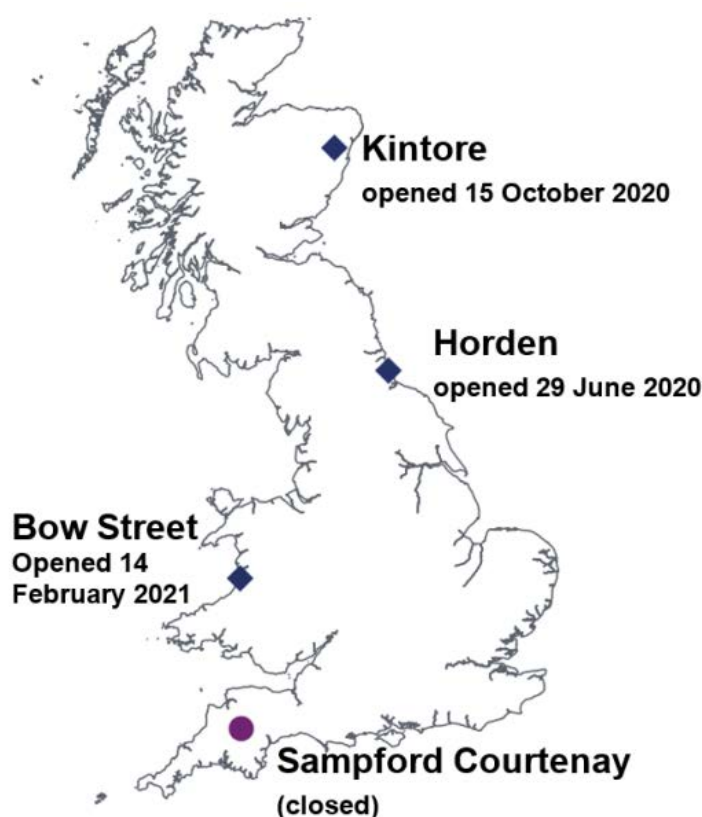 Kintore
opened 15 October 2020
Horden
opened 29 June 2020
Bow Street
Opened 14
February 2021
Sampford Courtenay
(closed)